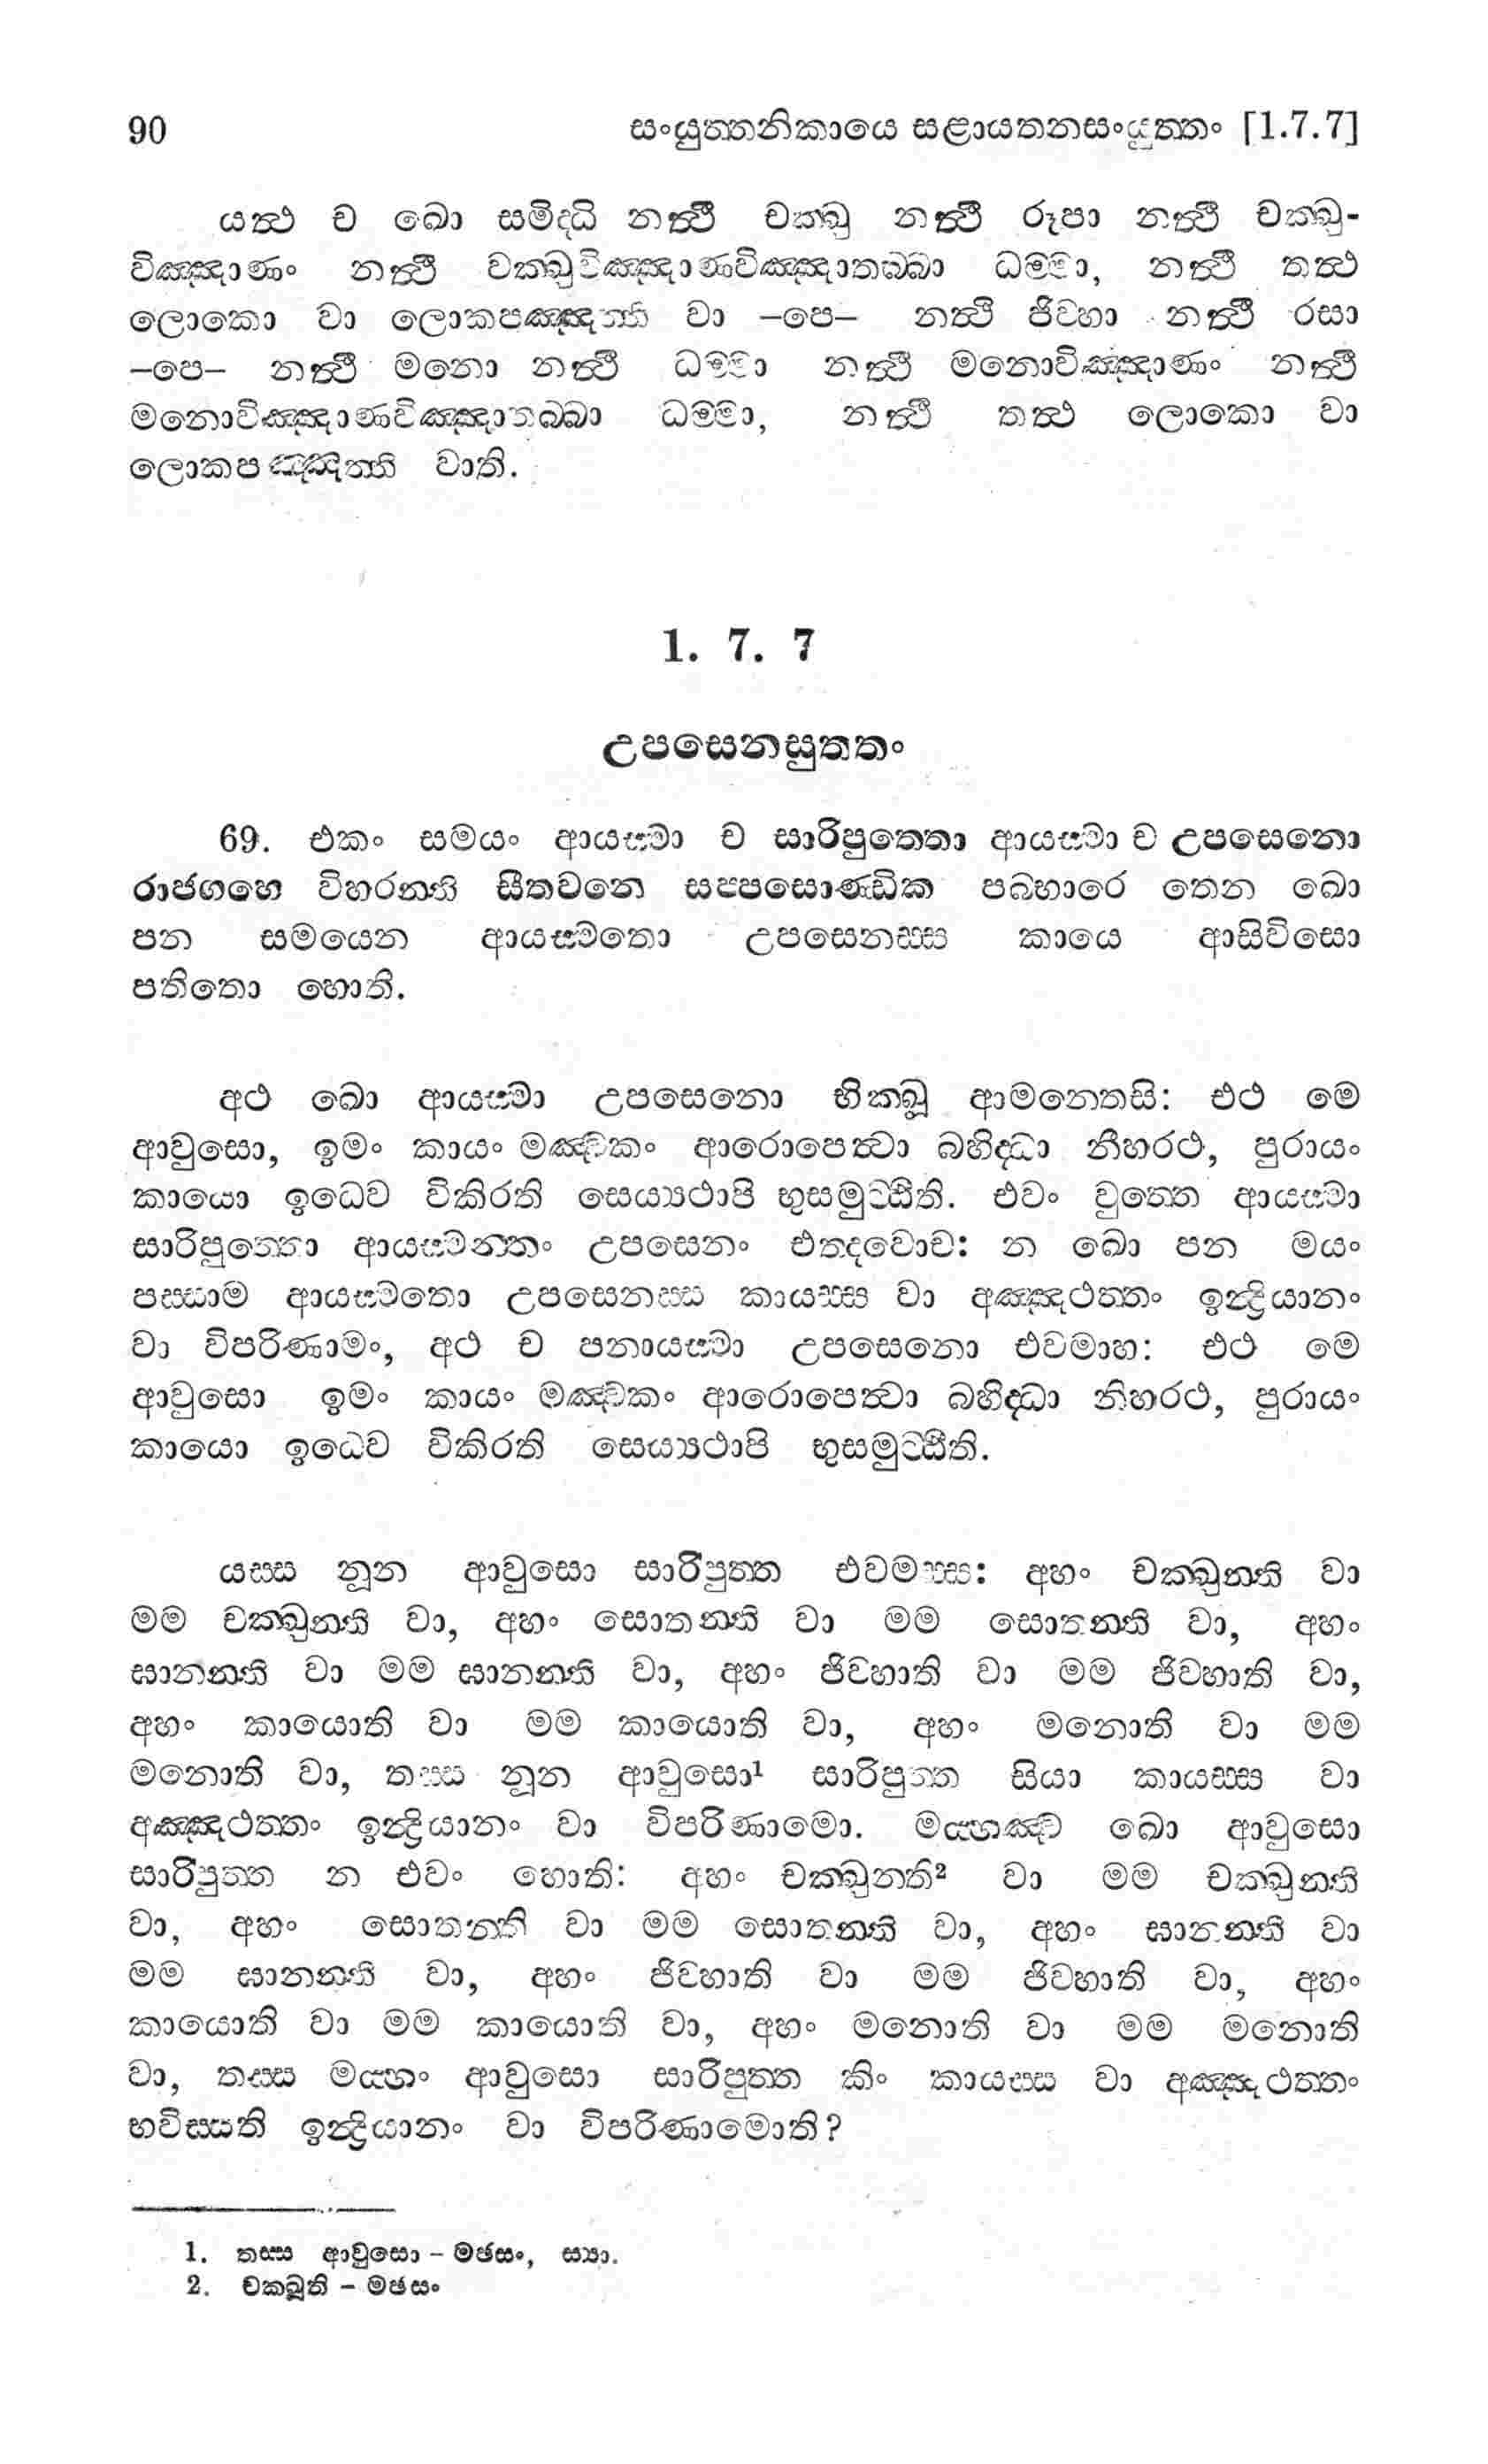 90 සංයුත්තනිකායෙ සළායතනසංයුත්තං [1.7.7]
යත්ථ ච ඛො සමිද්ධි නත්ථි චක්ඛු නත්ථි රූපා නත්ථි චක්ඛු-
විඤ්ඤාණං නත්ථි චක්ඛුවිඤ්ඤාණවිඤ්ඤාතබ්බා ධම්මා, නත්ථි තත්ථ
ලොකො වා ලොකපඤ්ඤත්ති වා –පෙ– නත්ථි ජිව්හා නත්ථි රසා
–පෙ– නත්ථි මනො නත්ථි ධම්මා නත්ථි මනොවිඤ්ඤාණං නත්ථි
මනොවිඤ්ඤාණවිඤ්ඤාතබ්බා ධම්මා, නත්ථි තත්ථ ලොකො වා
ලොකපඤ්ඤිත්ති වාති.
1. 7. 7
උපසෙනසුත්තං
69. එකං සමයං ආයස්මා ච සාරිපුත්තො ආයස්මා ච උපසෙනො
රාජගහෙ විහරන්ති සීතවනෙ සප්පසොණ්ඩික පබ්භාරෙ තෙන ඛො
පන සමයෙන ආයස්මතො උපසෙනස්ස කායෙ ආසිවිසො
පතිතො හොති.
අථ ඛො ආයස්මා උපසෙනො භික්ඛූ ආමන්තෙසි: එථ මෙ
ආවුසො, ඉමං කායං මඤ්චකං ආරොපෙත්වා බහිද්ධා නීහරථ, පුරායං
කායො ඉධෙව විකිරති සෙය්‍යථාපි භුසමුට්ඨීති. එවං වුත්තෙ ආයස්මා
සාරිපුත්තො ආයස්මන්තං උපසෙනං එතදවොච: න ඛො පන මයං
පස්සාම ආයස්මතො උපසෙනස්ස කායස්ස වා අඤ්ඤථත්තං ඉන්ද්‍රියානං
වා විපරිණාමං, අථ ච පනායස්මා උපසෙනො එවමාහ: එථ මෙ
ආවුසො ඉමං කායං මඤ්චකං ආරොපෙත්වා බහිද්ධා නිහරථ, පුරායං
කායො ඉධෙව විකිරති සෙය්‍යථාපි භුසමුට්ඨීති.
යස්ස නූන ආවුසො සාරිපුත්ත එවමස්ස: අහං චක්ඛුන්ති වා
මම චක්ඛුන්ති වා, අහං සොතන්ති වා මම සොතන්ති වා, අහං
ඝානන්ති වා මම ඝානන්ති වා, අහං ජිව්හාති වා මම ජිව්හාති වා,
අහං කායොති වා මම කායොති වා, අහං මනොති වා මම
මනොති වා, තස්ස නූන ආවුසො¹ සාරිපුත්ත සියා කායස්ස වා
අඤ්ඤථත්තං ඉන්ද්‍රියානං වා විපරිණාමො. මය්හඤ්ච ඛො ආවුසො
සාරිපුත්ත න එවං හොති: අහං චක්ඛුන්ති² වා මම චක්ඛුන්ති
වා, අහං සොතන්ති වා මම සොතන්ති වා, අහං ඝානන්ති වා
මම ඝානන්ති වා, අහං ජිව්හාති වා මම ජිව්හාති වා, අහං
කායොති වා මම කායොති වා, අහං මනොති වා මම මනොති
වා, තස්ස මය්හං ආවුසො සාරිපුත්ත කිං කායස්ස වා අඤ්ඤථත්තං
භවිස්සති ඉන්ද්‍රියානං වා විපරිණාමොති?
1. තස්ස ආවුසො – මඡසං, ස්‍යා.
2. චක්ඛූති – මඡසං